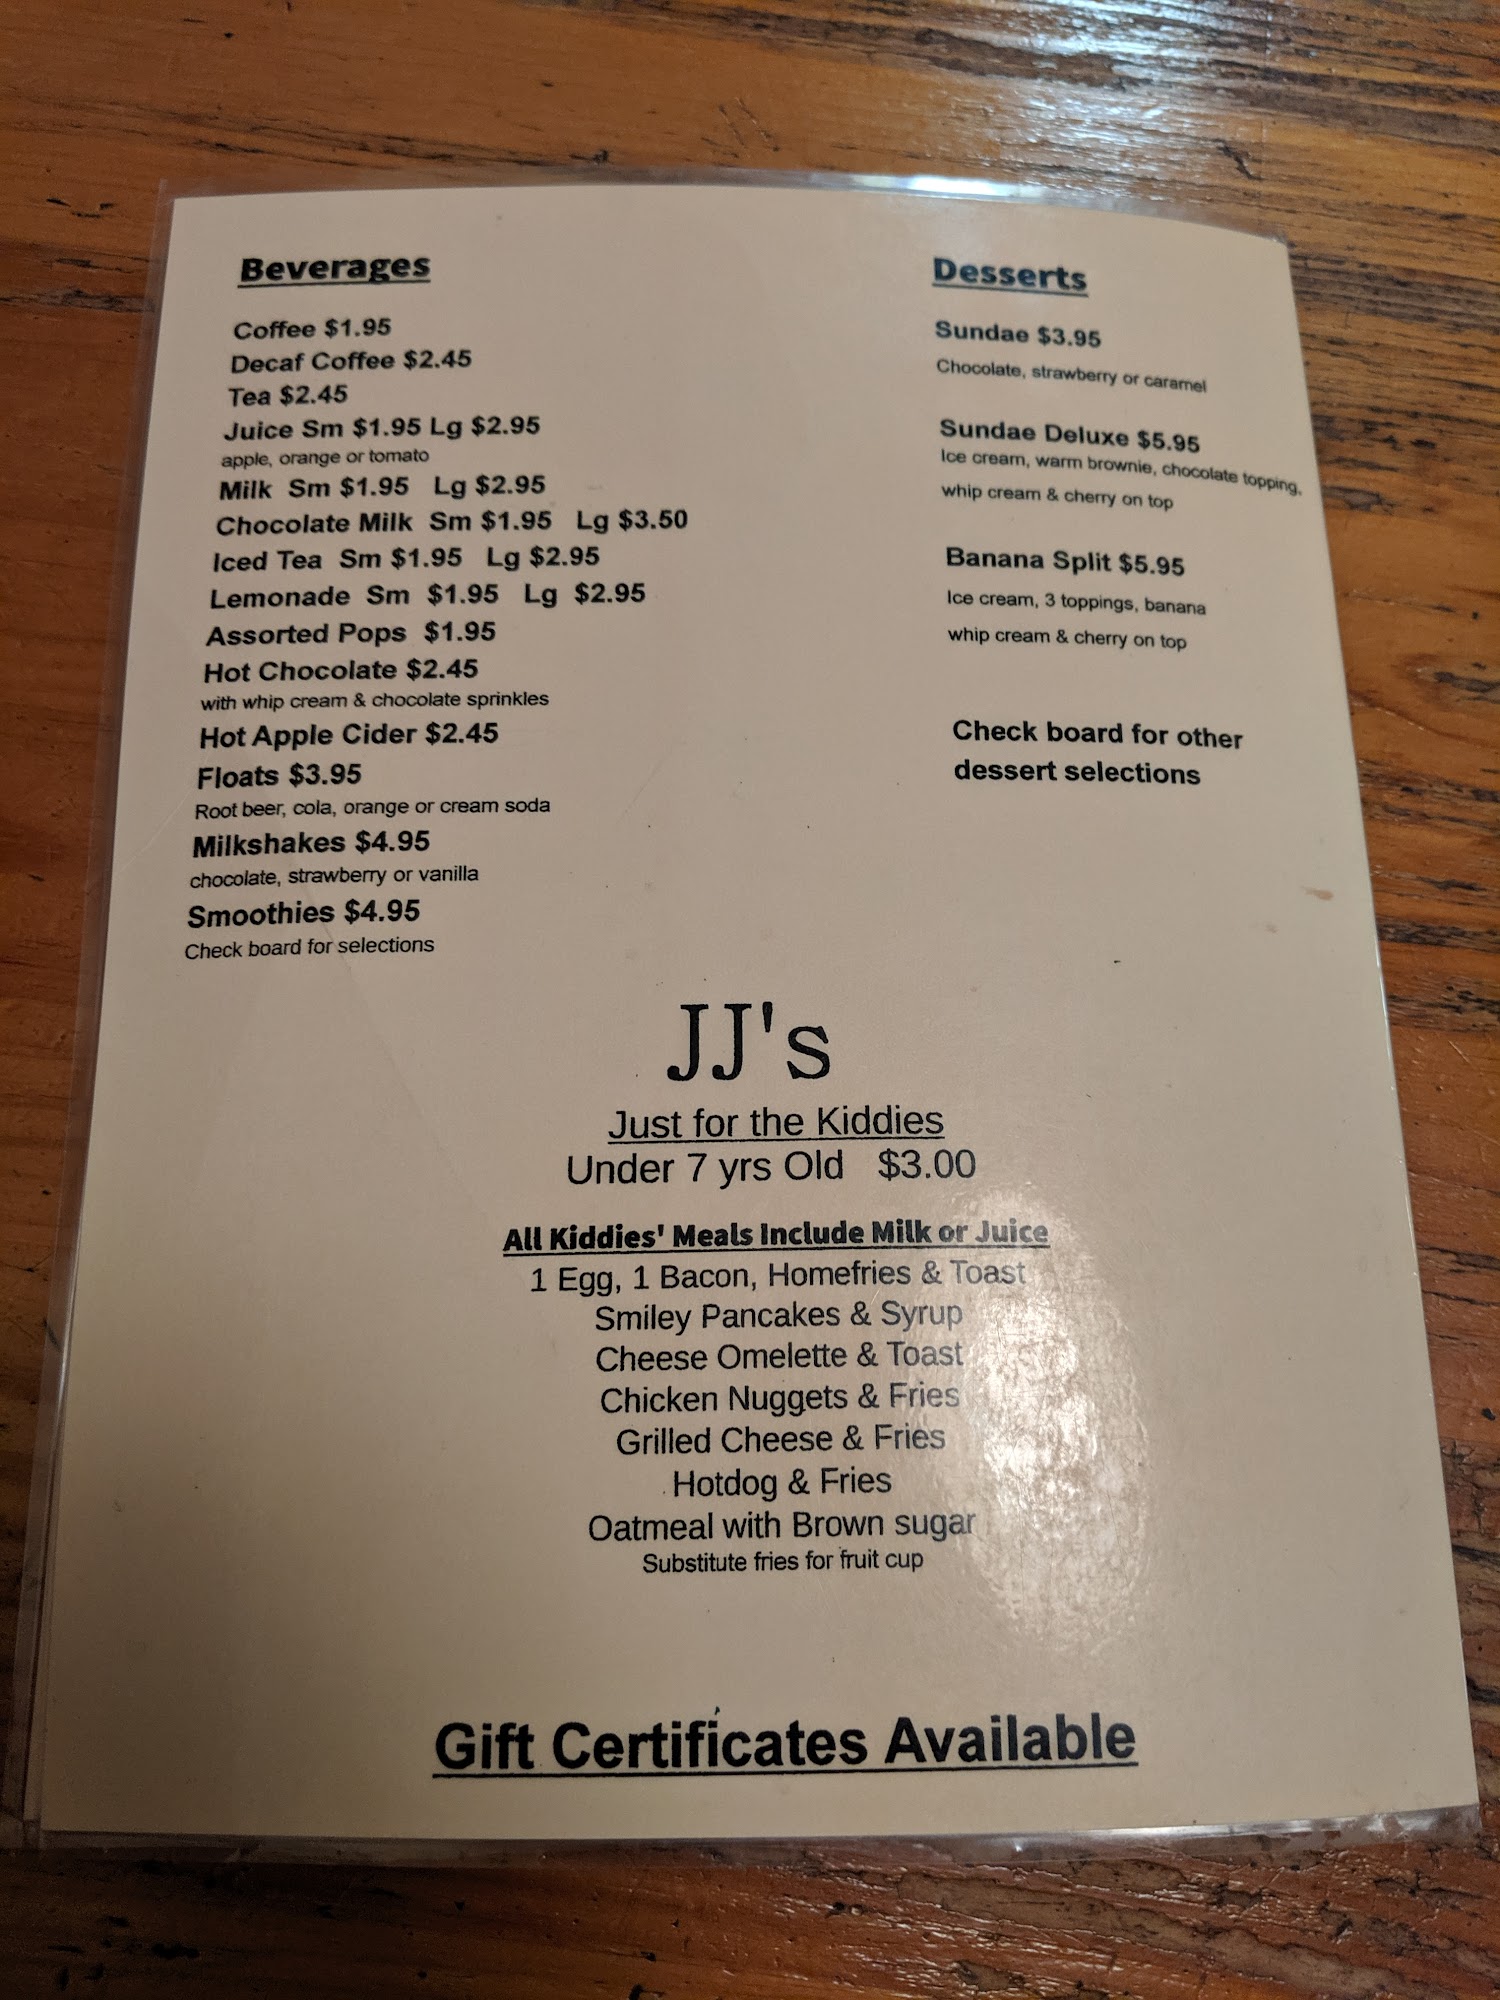 Beverages
Coffee $1.95
Decaf Coffee $2.45
Tea $2.45
Juice Sm $1.95 Lg $2.95
apple, orange or tomato
Milk Sm $1.95 Lg $2.95
Chocolate Milk Sm $1.95 Lg $3.50
Iced Tea Sm $1.95 Lg $2.95
Lemonade Sm $1.95 Lg $2.95
Assorted Pops $1.95
Hot Chocolate $2.45
with whip cream & chocolate sprinkles
Hot Apple Cider $2.45
Floats $3.95
Root beer, cola, orange or cream soda
Milkshakes $4.95
chocolate, strawberry or vanilla
Smoothies $4.95
Check board for selections
Desserts
Sundae $3.95
Chocolate, strawberry or caramel
Sundae Deluxe $5.95
Ice cream, warm brownie, chocolate topping,
whip cream & cherry on top
Banana Split $5.95
Ice cream, 3 toppings, banana
whip cream & cherry on top
Check board for other
dessert selections
JJ's
Just for the Kiddies
Under 7 yrs Old $3.00
All Kiddies' Meals Include Milk or Juice
1 Egg, 1 Bacon, Homefries & Toast
Smiley Pancakes & Syrup
Cheese Omelette & Toast
Chicken Nuggets & Fries
Grilled Cheese & Fries
Hotdog & Fries
Oatmeal with Brown sugar
Substitute fries for fruit cup
Gift Certificates Available